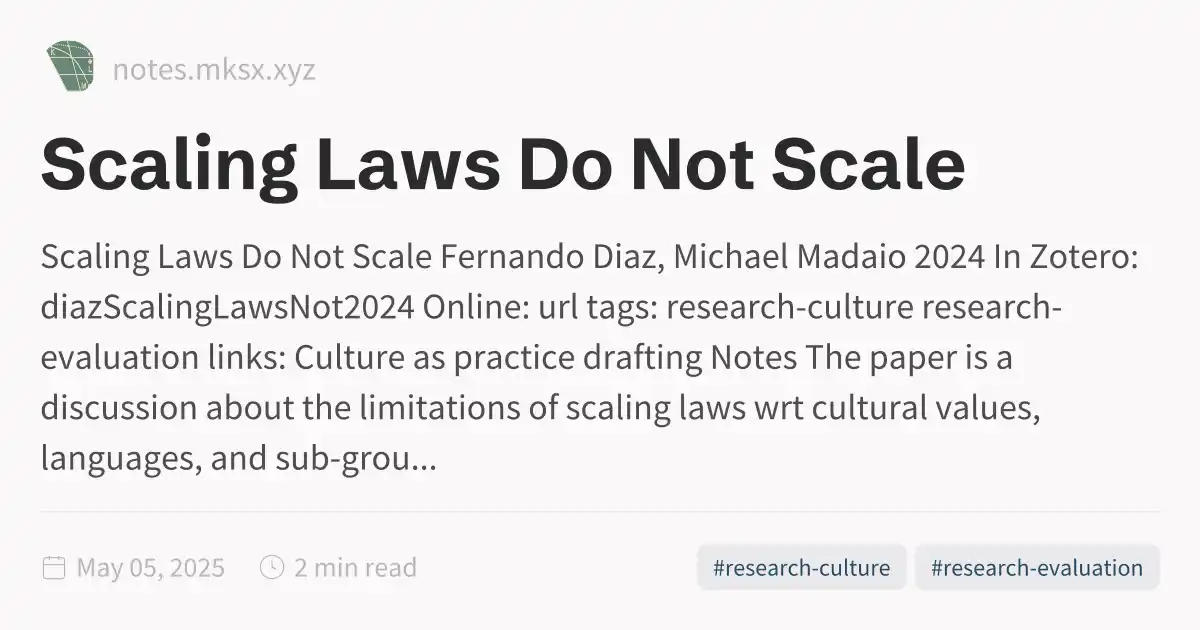 notes.mksx.xyz
Scaling Laws Do Not Scale
Scaling Laws Do Not Scale Fernando Diaz, Michael Madaio 2024 In Zotero:
diazScalingLawsNot2024 Online: url tags: research-culture research-
evaluation links: Culture as practice drafting Notes The paper is a
discussion about the limitations of scaling laws wrt cultural values,
languages, and sub-grou...
May 05, 2025 2 min read #research-culture #research-evaluation